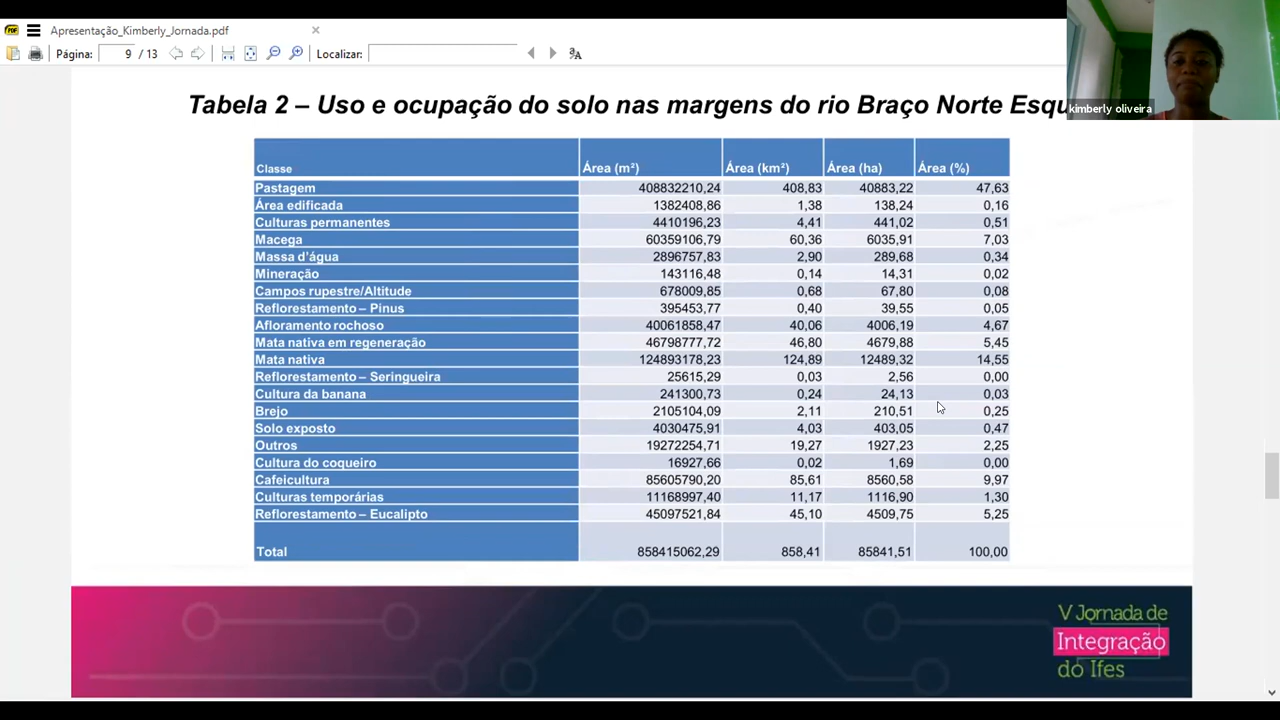 Apresentação_Kimberly_Jornada.pdf
Página: 9 / 13 Localizar:
kimberly oliveira
Tabela 2 – Uso e ocupação do solo nas margens do rio Braço Norte
Classe Área (m²) Área (km²) Área (ha) Área (%)
Pastagem 408832210,24 408,83 40883,22 47,63
Área edificada 1382408,86 1,38 138,24 0,16
Culturas permanentes 4410196,23 4,41 441,02 0,51
Macega 60359106,79 60,36 6035,91 7,03
Massa d'água 2896757,83 2,90 289,68 0,34
Mineração 143116,48 0,14 14,31 0,02
Campos rupestre/Altitude 678009,85 0,68 67,80 0,08
Reflorestamento – Pinus 395453,77 0,40 39,55 0,05
Afloramento rochoso 40061858,47 40,06 4006,19 4,67
Mata nativa em regeneração 46798777,72 46,80 4679,88 5,45
Mata nativa 124893178,23 124,89 12489,32 14,55
Reflorestamento – Seringueira 25615,29 0,03 2,56 0,00
Cultura da banana 241300,73 0,24 24,13 0,03
Brejo 2105104,09 2,11 210,51 0,25
Solo exposto 4030475,91 4,03 403,05 0,47
Outros 19272254,71 19,27 1927,23 2,25
Cultura do coqueiro 16927,66 0,02 1,69 0,00
Cafeicultura 85605790,20 85,61 8560,58 9,97
Culturas temporárias 11168997,40 11,17 1116,90 1,30
Reflorestamento – Eucalipto 45097521,84 45,10 4509,75 5,25
Total 858415062,29 858,41 85841,51 100,00
V Jornada de
Integração
do Ifes